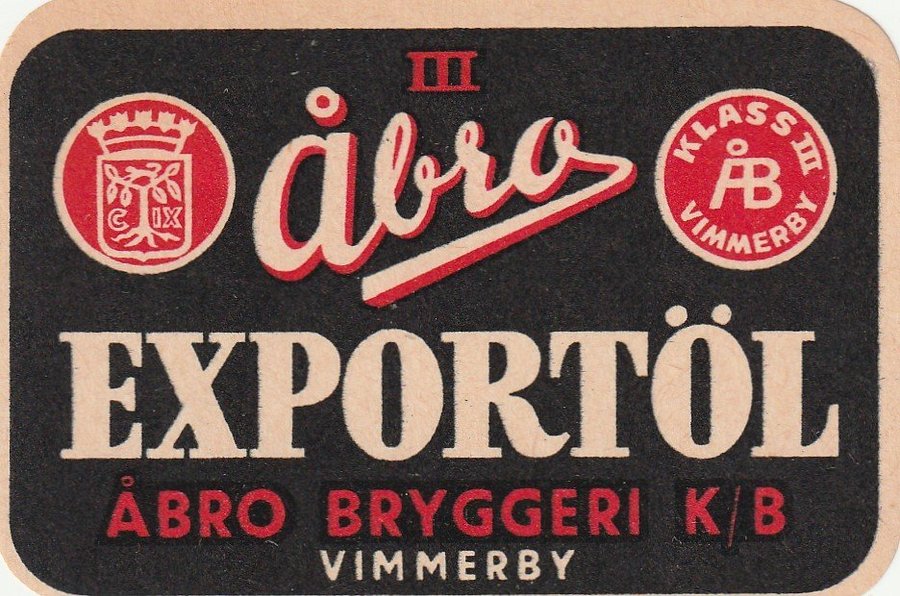 III
Åbro
C IX
KLASS III
ÅB
VIMMERBY
EXPORTÖL
ÅBRO BRYGGERI K/B
VIMMERBY